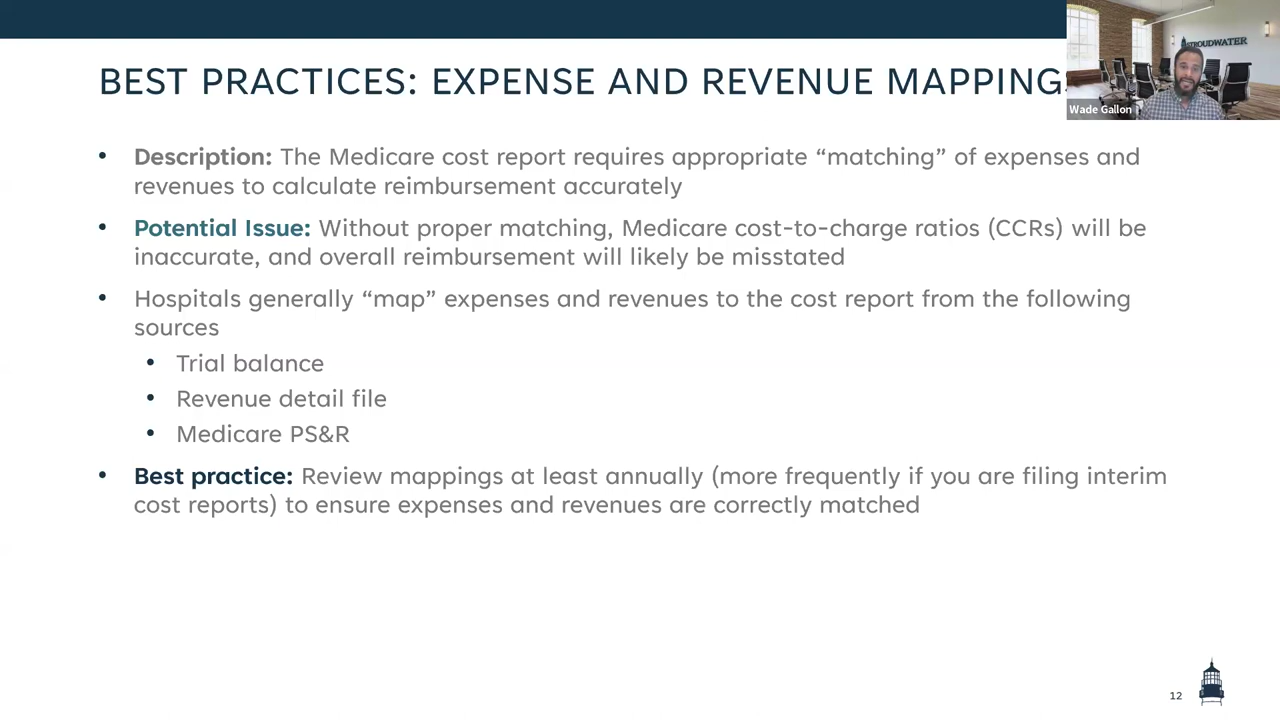 BEST PRACTICES: EXPENSE AND REVENUE MAPPING
STROUDWATER
Wade Gallon
• Description: The Medicare cost report requires appropriate “matching” of expenses and
revenues to calculate reimbursement accurately
• Potential Issue: Without proper matching, Medicare cost-to-charge ratios (CCRs) will be
inaccurate, and overall reimbursement will likely be misstated
• Hospitals generally “map” expenses and revenues to the cost report from the following
sources
• Trial balance
• Revenue detail file
• Medicare PS&R
• Best practice: Review mappings at least annually (more frequently if you are filing interim
cost reports) to ensure expenses and revenues are correctly matched
12